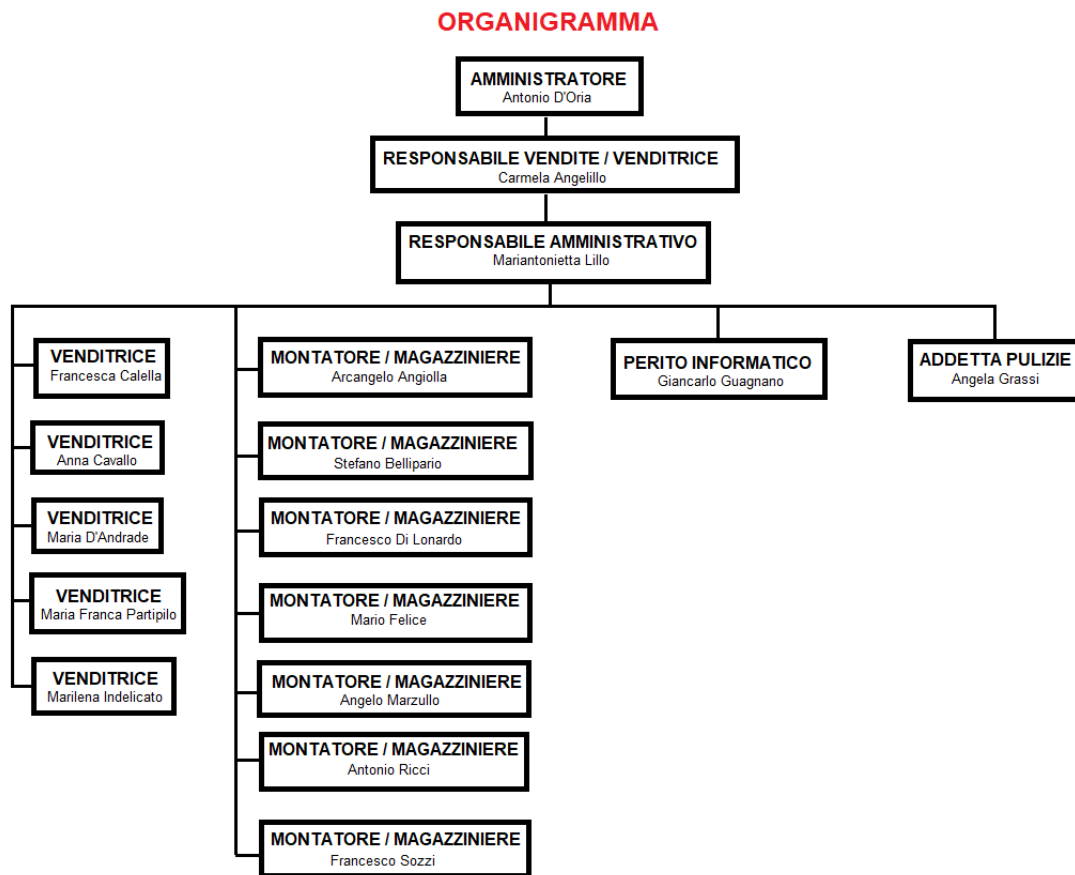 ORGANIGRAMMA
AMMINISTRATORE
Antonio D'Oria
RESPONSABILE VENDITE / VENDITRICE
Carmela Angelillo
RESPONSABILE AMMINISTRATIVO
Mariantonietta Lillo
VENDITRICE
Francesca Calella
VENDITRICE
Anna Cavallo
VENDITRICE
Maria D'Andrade
VENDITRICE
Maria Franca Partipilo
VENDITRICE
Marilena Indelicato
MONTATORE / MAGAZZINIERE
Arcangelo Angiolla
MONTATORE / MAGAZZINIERE
Stefano Bellipario
MONTATORE / MAGAZZINIERE
Francesco Di Lonardo
MONTATORE / MAGAZZINIERE
Mario Felice
MONTATORE / MAGAZZINIERE
Angelo Marzullo
MONTATORE / MAGAZZINIERE
Antonio Ricci
MONTATORE / MAGAZZINIERE
Francesco Sozzi
PERITO INFORMATICO
Giancarlo Guagnano
ADDETTA PULIZIE
Angela Grassi